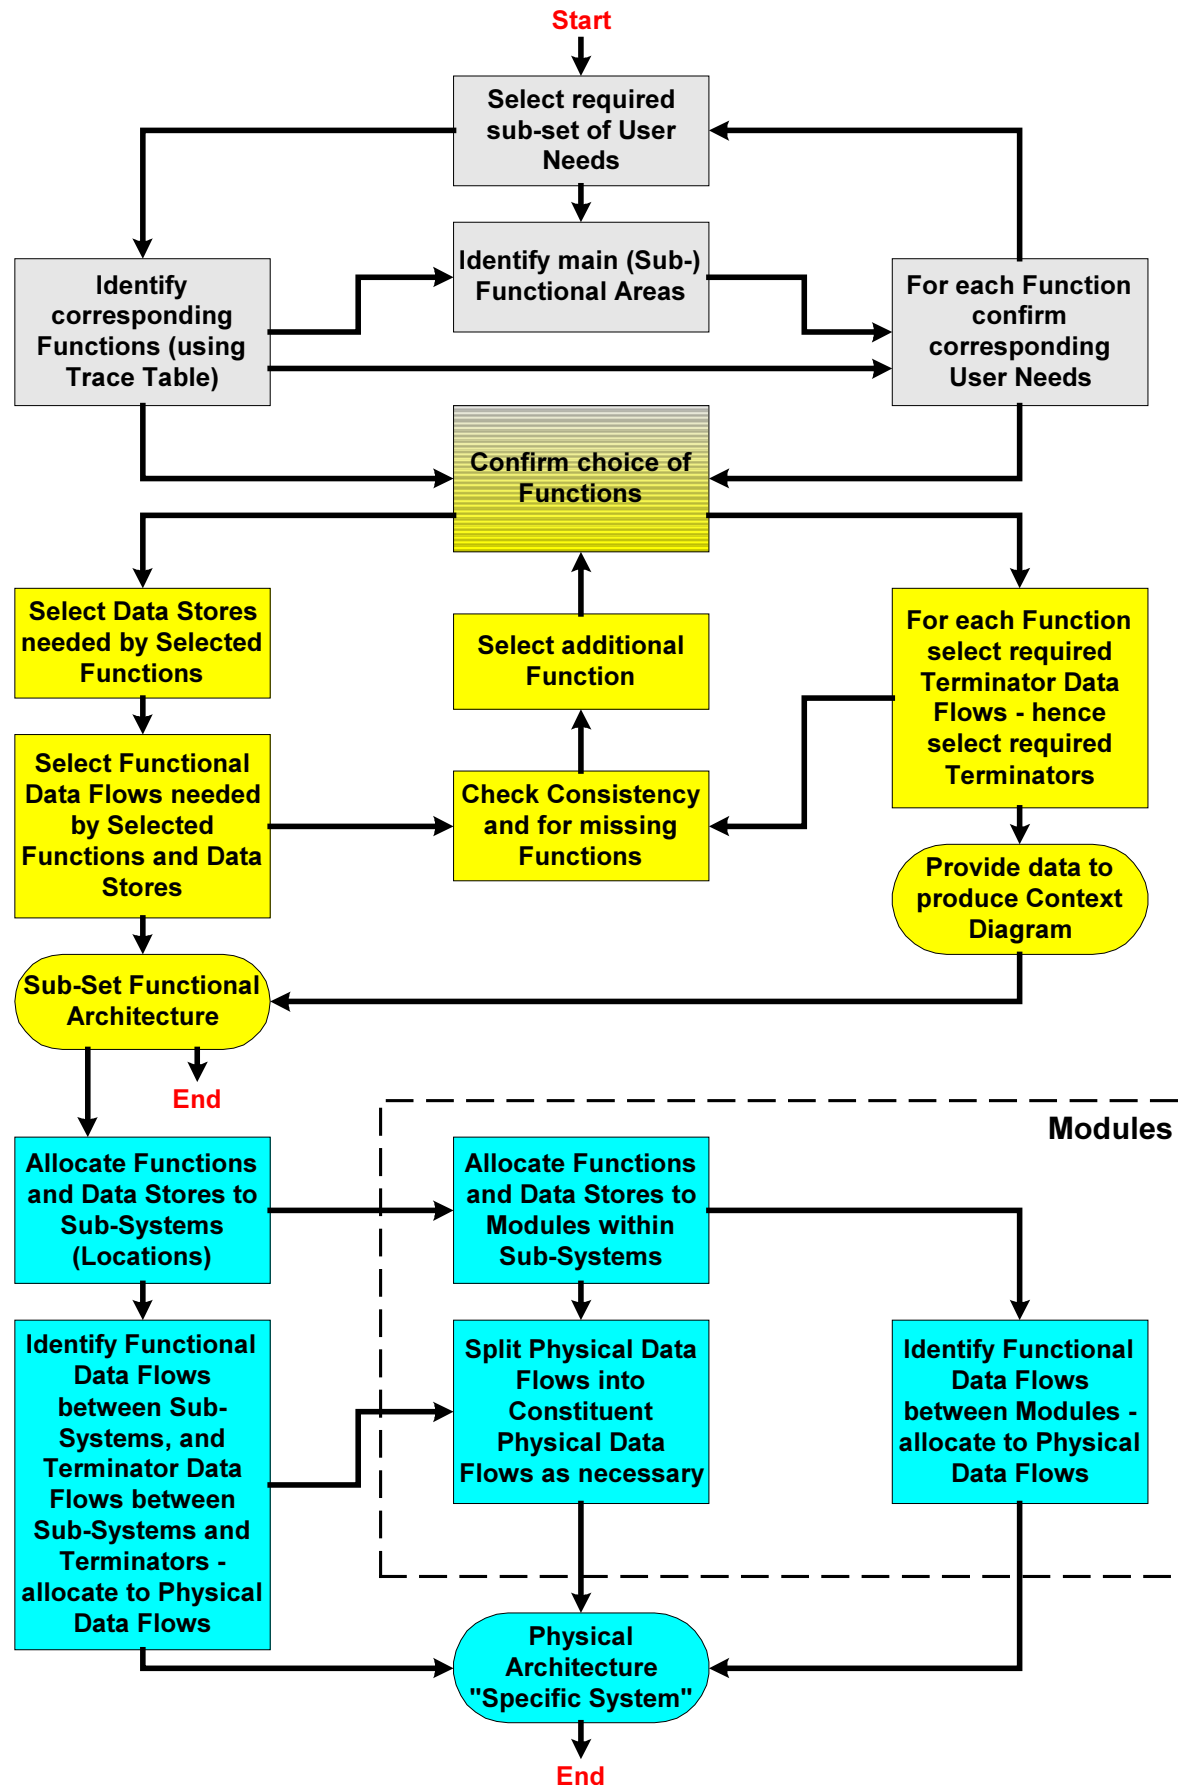 Start
Select required
sub-set of User
Needs
Identify main (Sub-)
Functional Areas
Identify
corresponding
Functions (using
Trace Table)
For each Function
confirm
corresponding
User Needs
Confirm choice of
Functions
Select Data Stores
needed by Selected
Functions
Select additional
Function
For each Function
select required
Terminator Data
Flows - hence
select required
Terminators
Select Functional
Data Flows needed
by Selected
Functions and Data
Stores
Check Consistency
and for missing
Functions
Provide data to
produce Context
Diagram
Sub-Set Functional
Architecture
End
Modules
Allocate Functions
and Data Stores to
Sub-Systems
(Locations)
Allocate Functions
and Data Stores to
Modules within
Sub-Systems
Identify Functional
Data Flows
between Sub-
Systems, and
Terminator Data
Flows between
Sub-Systems and
Terminators -
allocate to Physical
Data Flows
Split Physical Data
Flows into
Constituent
Physical Data
Flows as necessary
Identify Functional
Data Flows
between Modules -
allocate to Physical
Data Flows
Physical
Architecture
"Specific System"
End